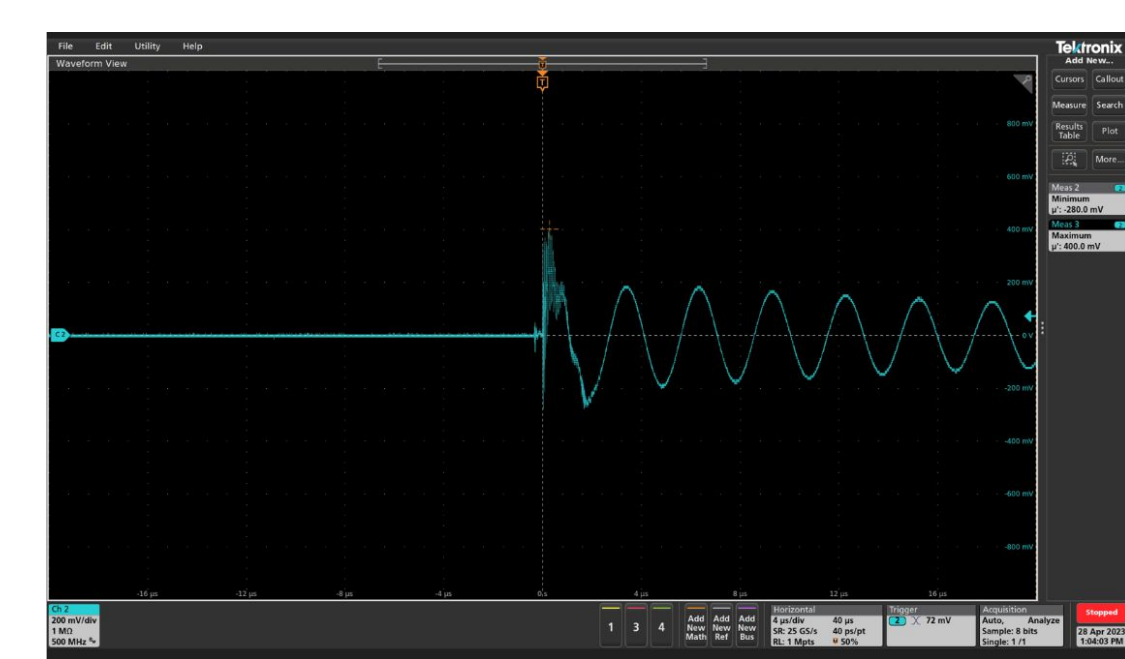 File Edit Utility Help
Tektronix
Waveform View
Add New...
Cursors Callout
Measure Search
Results Table Plot
More...
Meas 2 2
Minimum
µ': -280.0 mV
Meas 3 2
Maximum
µ': 400.0 mV
T
800 mV
600 mV
400 mV
200 mV
C2
0 V
-200 mV
-400 mV
-600 mV
-800 mV
-16 µs -12 µs -8 µs -4 µs 0 s 4 µs 8 µs 12 µs 16 µs
Ch 2
200 mV/div
1 MΩ
500 MHz
1 3 4
Add New Math
Add New Ref
Add New Bus
Horizontal
4 µs/div 40 µs
SR: 25 GS/s 40 ps/pt
RL: 1 Mpts 50%
Trigger
2 72 mV
Acquisition
Auto, Analyze
Sample: 8 bits
Single: 1 /1
Stopped
28 Apr 2023
1:04:03 PM